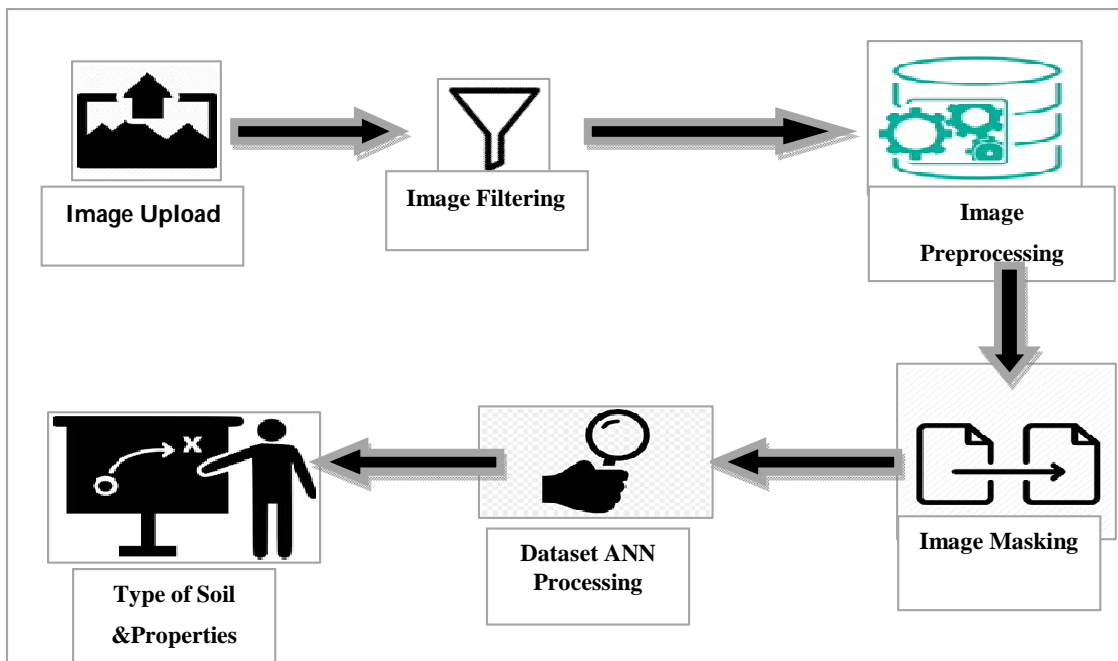 Image Upload
Image Filtering
Image
Preprocessing
Image Masking
Dataset ANN
Processing
Type of Soil
&Properties